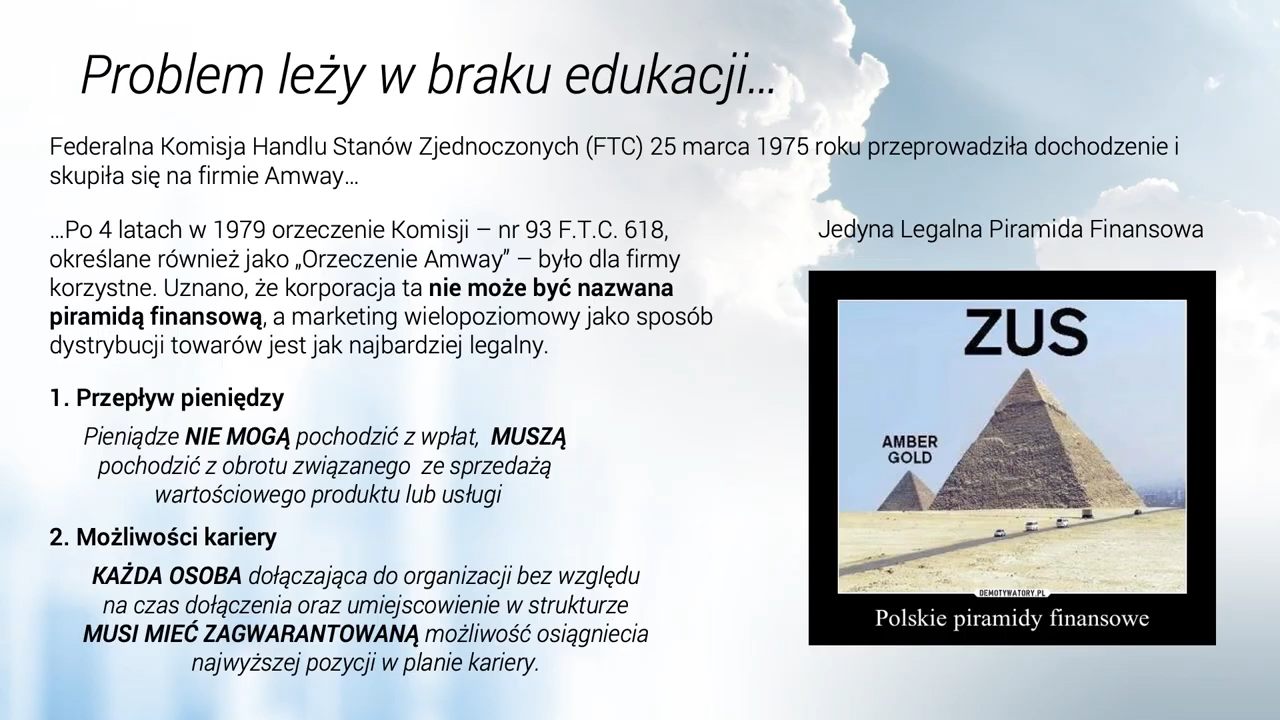 Problem leży w braku edukacji…
Federalna Komisja Handlu Stanów Zjednoczonych (FTC) 25 marca 1975 roku przeprowadziła dochodzenie i
skupiła się na firmie Amway…
…Po 4 latach w 1979 orzeczenie Komisji – nr 93 F.T.C. 618,
określane również jako „Orzeczenie Amway” – było dla firmy
korzystne. Uznano, że korporacja ta nie może być nazwana
piramidą finansową, a marketing wielopoziomowy jako sposób
dystrybucji towarów jest jak najbardziej legalny.
1. Przepływ pieniędzy
Pieniądze NIE MOGĄ pochodzić z wpłat, MUSZĄ
pochodzić z obrotu związanego ze sprzedażą
wartościowego produktu lub usługi
2. Możliwości kariery
KAŻDA OSOBA dołączająca do organizacji bez względu
na czas dołączenia oraz umiejscowienie w strukturze
MUSI MIEĆ ZAGWARANTOWANĄ możliwość osiągniecia
najwyższej pozycji w planie kariery.
Jedyna Legalna Piramida Finansowa
ZUS
AMBER
GOLD
DEMOTYWATORY.PL
Polskie piramidy finansowe